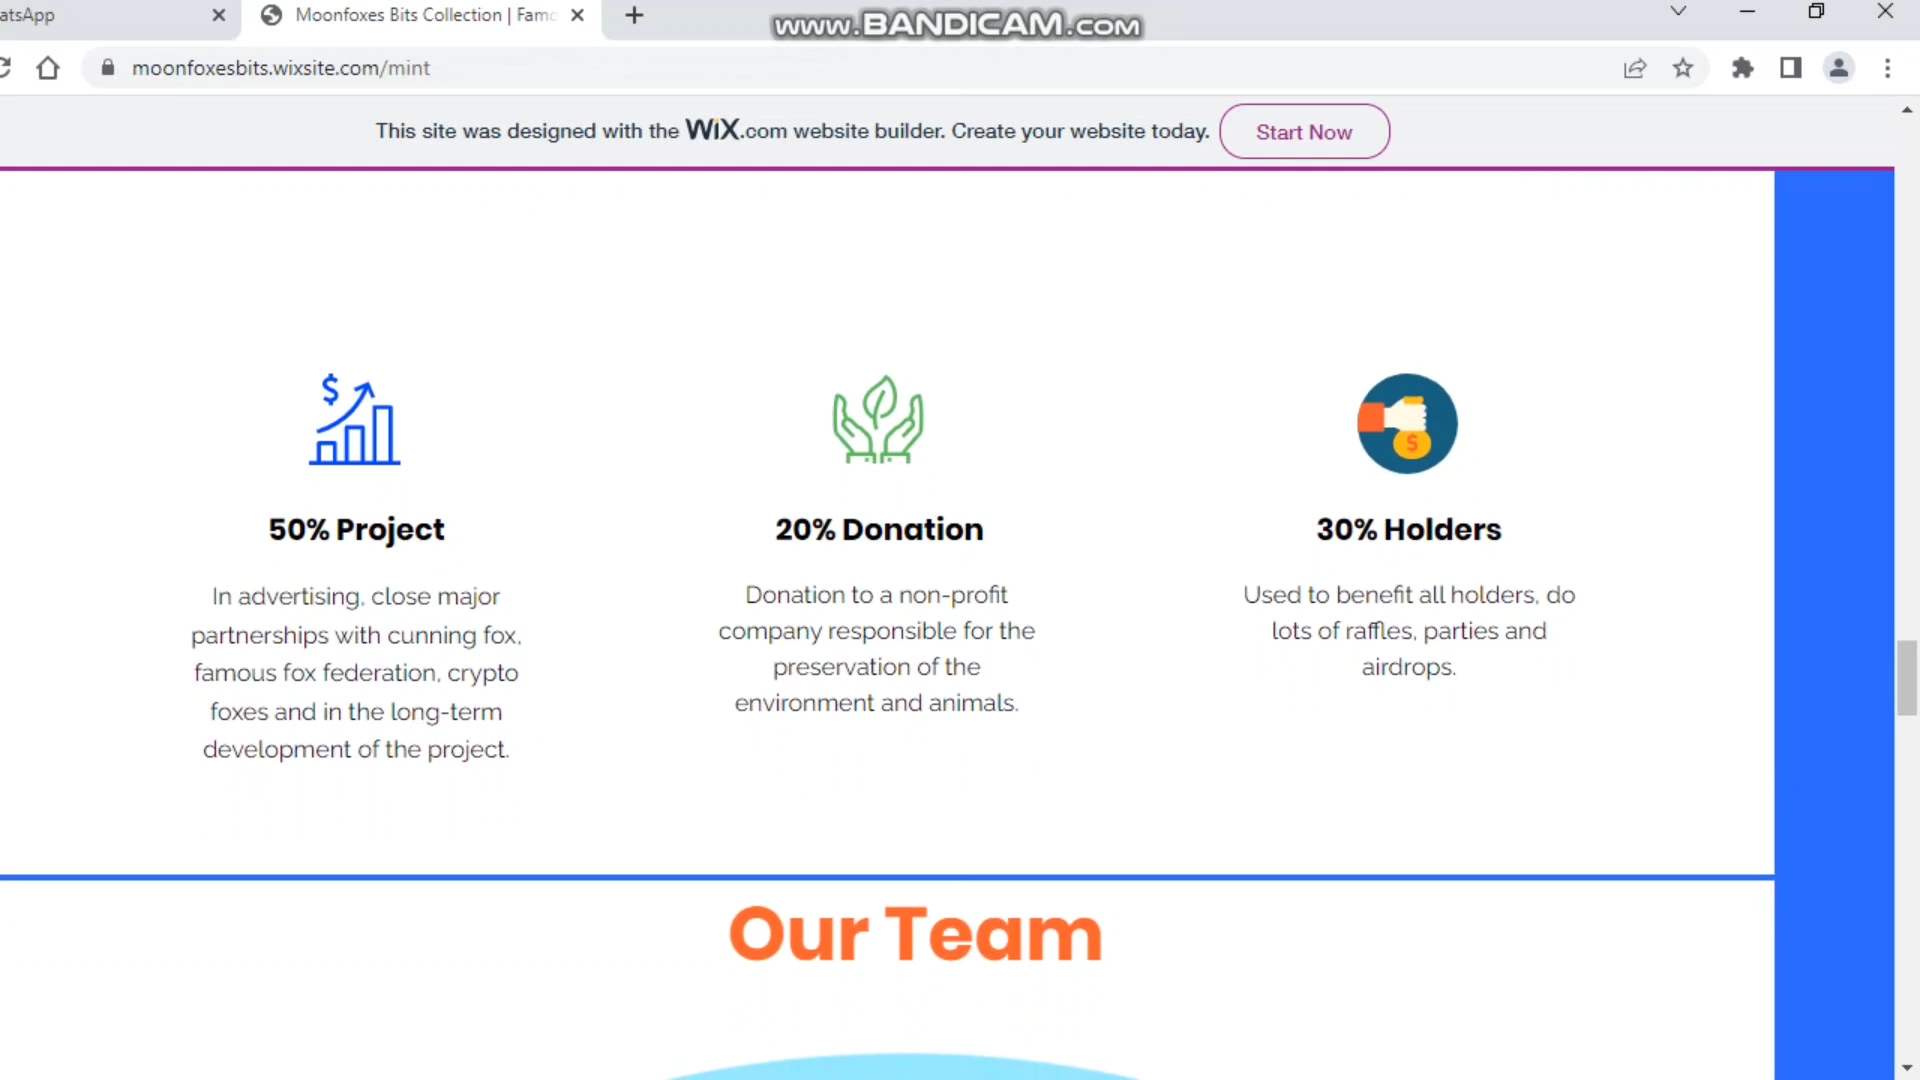 atsApp
Moonfoxes Bits Collection | Famo
www.BANDICAM.com
moonfoxesbits.wixsite.com/mint
This site was designed with the WiX.com website builder. Create your website today.
Start Now
$
$
50% Project
20% Donation
30% Holders
In advertising, close major
partnerships with cunning fox,
famous fox federation, crypto
foxes and in the long-term
development of the project.
Donation to a non-profit
company responsible for the
preservation of the
environment and animals.
Used to benefit all holders, do
lots of raffles, parties and
airdrops.
Our Team